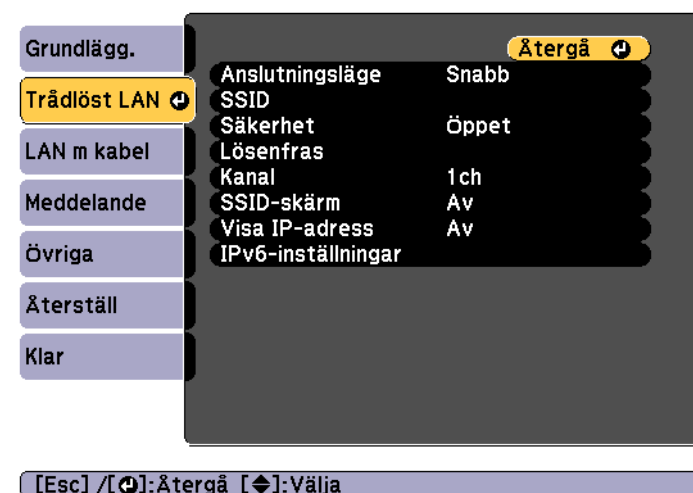 Grundlägg.
Trådlöst LAN
LAN m kabel
Meddelande
Övriga
Återställ
Klar
Återgå
Anslutningsläge Snabb
SSID
Säkerhet Öppet
Lösenfras
Kanal 1ch
SSID-skärm Av
Visa IP-adress Av
IPv6-inställningar
[Esc] /[⏎]:Återgå [◆]:Välja